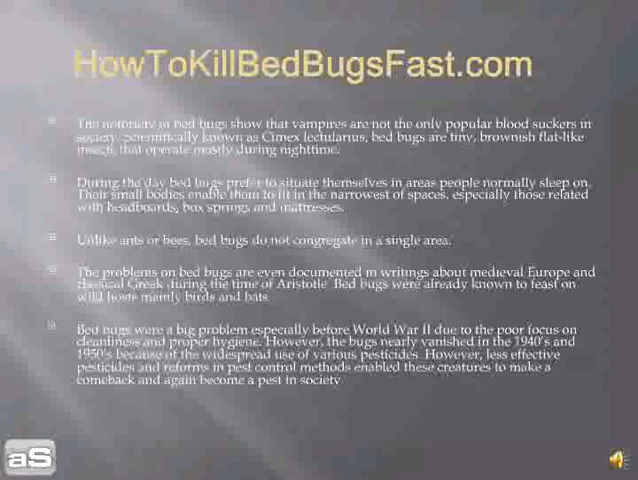 HowToKillBedBugsFast.com
The notoriety of bed bugs show that vampires are not the only popular blood suckers in
society. Scientifically known as Cimex lectularius, bed bugs are tiny, brownish flat-like
insects that operate mostly during nighttime.
During the day bed bugs prefer to situate themselves in areas people normally sleep on.
Their small bodies enable them to fit in the narrowest of spaces, especially those related
with headboards, box springs and mattresses.
Unlike ants or bees, bed bugs do not congregate in a single area.
The problems on bed bugs are even documented in writings about medieval Europe and
classical Greek during the time of Aristotle. Bed bugs were already known to feast on
wild hosts mainly birds and bats.
Bed bugs were a big problem especially before World War II due to the poor focus on
cleanliness and proper hygiene. However, the bugs nearly vanished in the 1940's and
1950's because of the widespread use of various pesticides. However, less effective
pesticides and reforms in pest control methods enabled these creatures to make a
comeback and again become a pest in society
aS